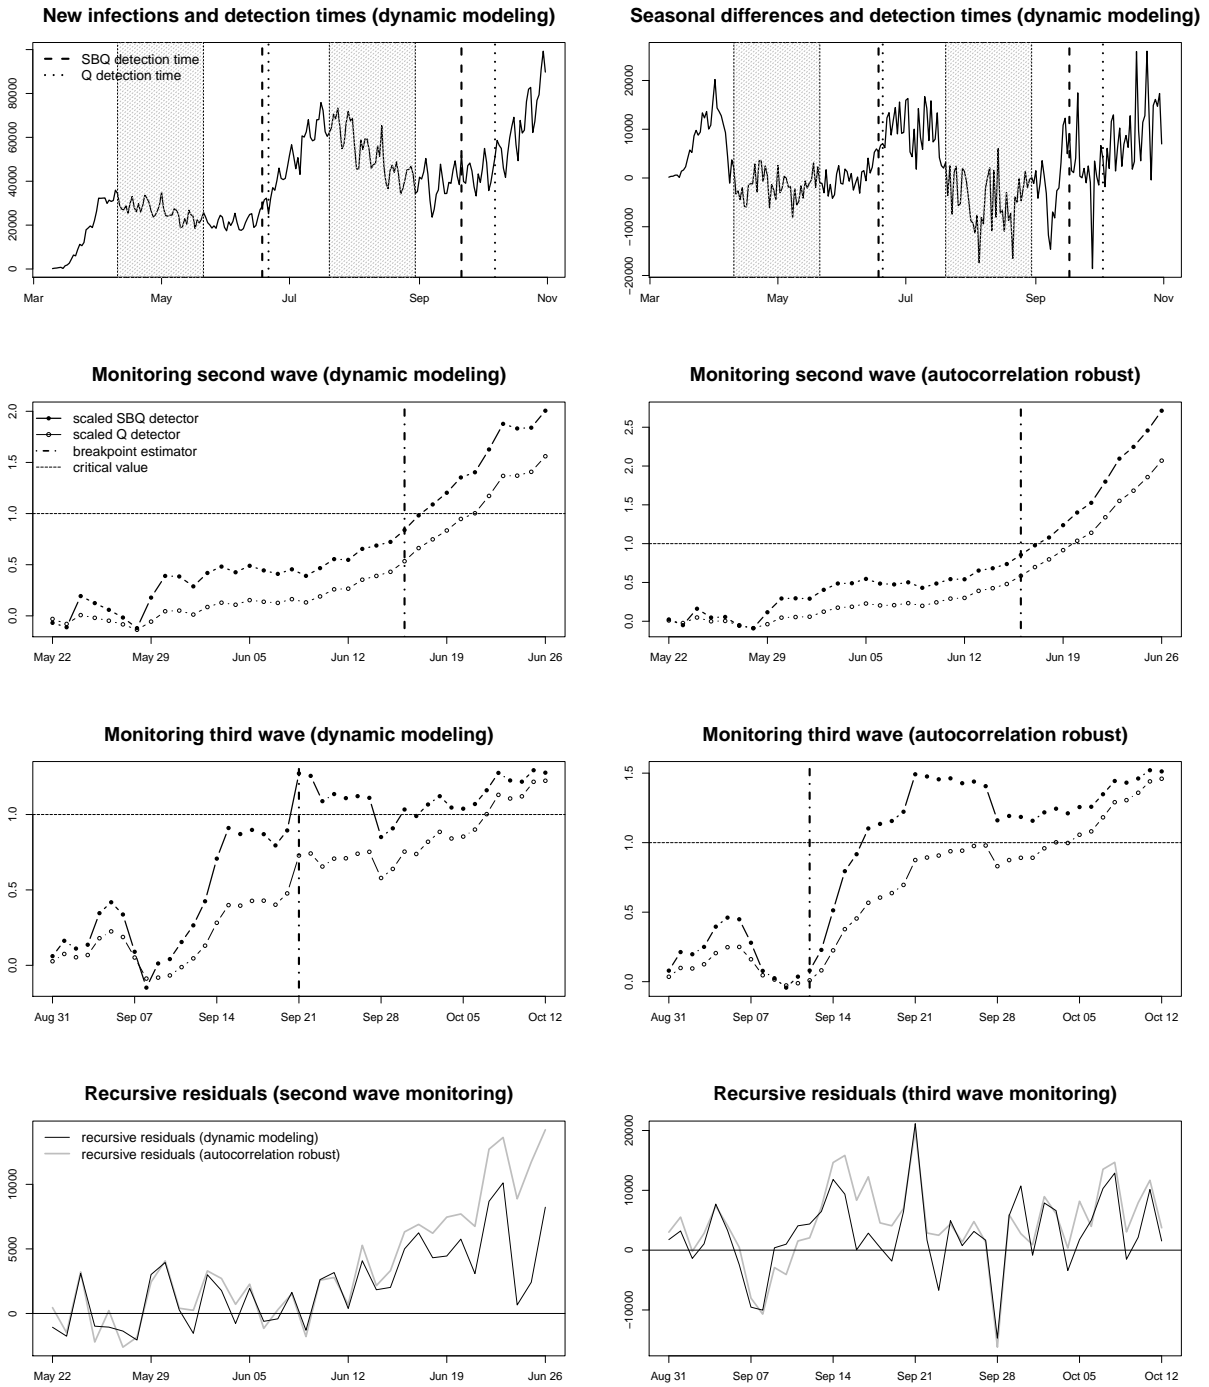 New infections and detection times (dynamic modeling)
SBQ detection time
Q detection time
0
20000
40000
60000
80000
Mar
May
Jul
Sep
Nov
Seasonal differences and detection times (dynamic modeling)
−20000
−10000
0
10000
20000
Mar
May
Jul
Sep
Nov
Monitoring second wave (dynamic modeling)
scaled SBQ detector
scaled Q detector
breakpoint estimator
critical value
0.0
0.5
1.0
1.5
2.0
May 22
May 29
Jun 05
Jun 12
Jun 19
Jun 26
Monitoring second wave (autocorrelation robust)
0.0
0.5
1.0
1.5
2.0
2.5
May 22
May 29
Jun 05
Jun 12
Jun 19
Jun 26
Monitoring third wave (dynamic modeling)
0.0
0.5
1.0
Aug 31
Sep 07
Sep 14
Sep 21
Sep 28
Oct 05
Oct 12
Monitoring third wave (autocorrelation robust)
0.0
0.5
1.0
1.5
Aug 31
Sep 07
Sep 14
Sep 21
Sep 28
Oct 05
Oct 12
Recursive residuals (second wave monitoring)
recursive residuals (dynamic modeling)
recursive residuals (autocorrelation robust)
0
5000
10000
May 22
May 29
Jun 05
Jun 12
Jun 19
Jun 26
Recursive residuals (third wave monitoring)
−10000
0
10000
20000
Aug 31
Sep 07
Sep 14
Sep 21
Sep 28
Oct 05
Oct 12